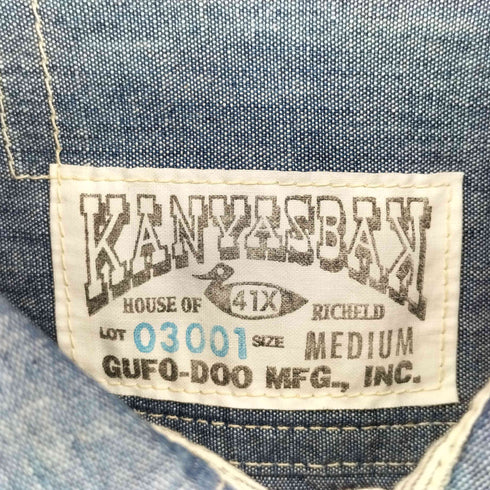 KANYASBAK
HOUSE OF 41X RICHELD
LOT 03001 SIZE MEDIUM
GUFO-DOO MFG., INC.